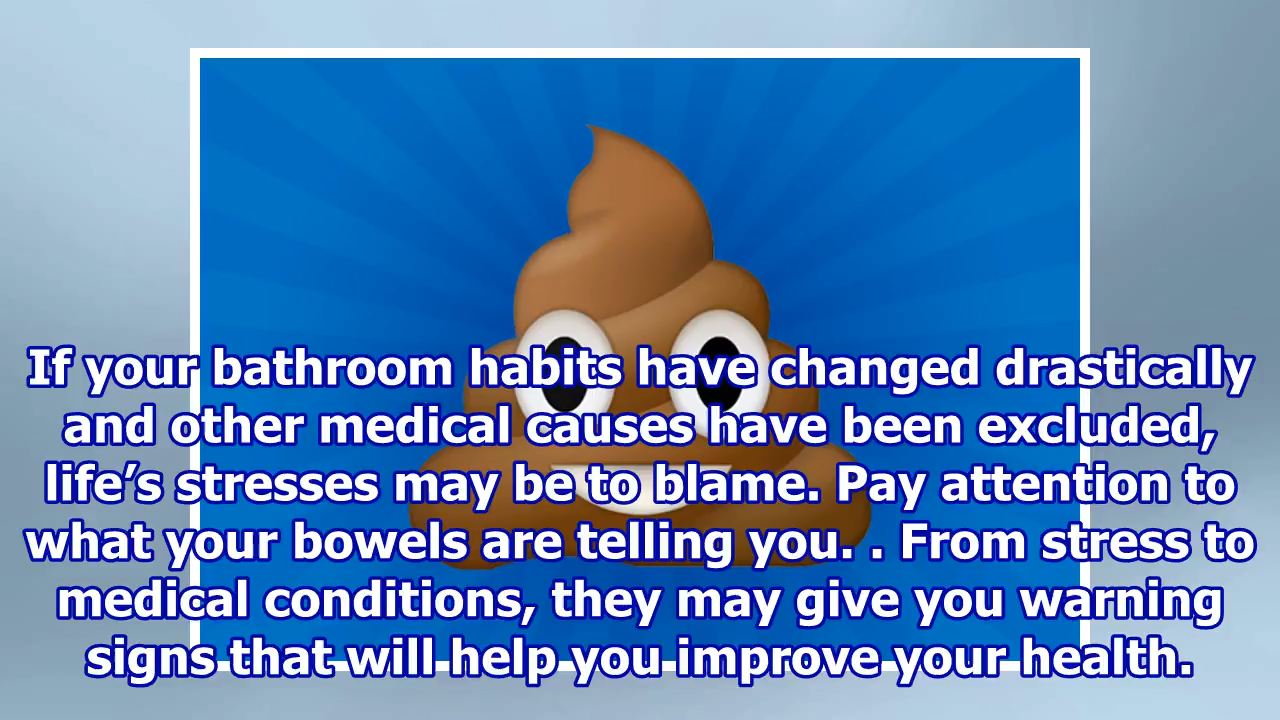 If your bathroom habits have changed drastically
and other medical causes have been excluded,
life’s stresses may be to blame. Pay attention to
what your bowels are telling you. . From stress to
medical conditions, they may give you warning
signs that will help you improve your health.